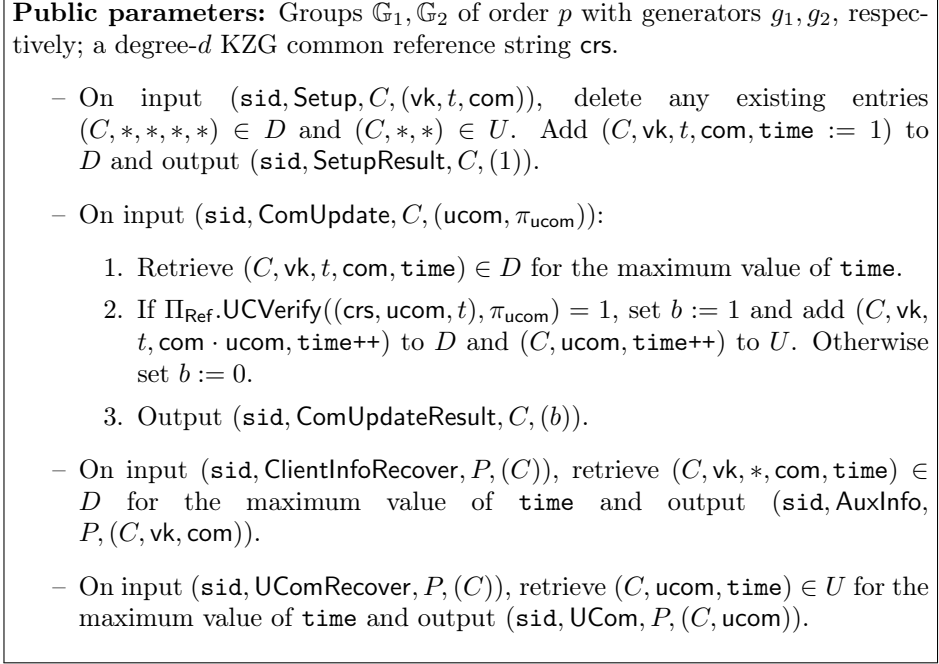 Public parameters: Groups 𝔾₁, 𝔾₂ of order p with generators g₁, g₂, respec-
tively; a degree-d KZG common reference string crs.
– On input (sid, Setup, C, (vk, t, com)), delete any existing entries
(C, ∗, ∗, ∗, ∗) ∈ D and (C, ∗, ∗) ∈ U. Add (C, vk, t, com, time := 1) to
D and output (sid, SetupResult, C, (1)).
– On input (sid, ComUpdate, C, (ucom, π_ucom)):
1. Retrieve (C, vk, t, com, time) ∈ D for the maximum value of time.
2. If Π_Ref.UCVerify((crs, ucom, t), π_ucom) = 1, set b := 1 and add (C, vk,
t, com · ucom, time++) to D and (C, ucom, time++) to U. Otherwise
set b := 0.
3. Output (sid, ComUpdateResult, C, (b)).
– On input (sid, ClientInfoRecover, P, (C)), retrieve (C, vk, ∗, com, time) ∈
D for the maximum value of time and output (sid, AuxInfo,
P, (C, vk, com)).
– On input (sid, UComRecover, P, (C)), retrieve (C, ucom, time) ∈ U for the
maximum value of time and output (sid, UCom, P, (C, ucom)).